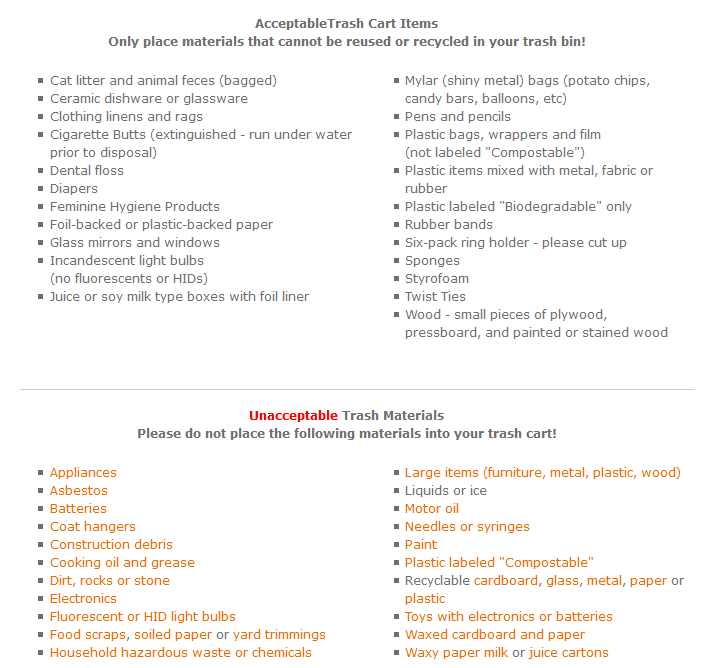 AcceptableTrash Cart Items
Only place materials that cannot be reused or recycled in your trash bin!
Cat litter and animal feces (bagged)
Ceramic dishware or glassware
Clothing linens and rags
Cigarette Butts (extinguished - run under water
prior to disposal)
Dental floss
Diapers
Feminine Hygiene Products
Foil-backed or plastic-backed paper
Glass mirrors and windows
Incandescent light bulbs
(no fluorescents or HIDs)
Juice or soy milk type boxes with foil liner
Mylar (shiny metal) bags (potato chips,
candy bars, balloons, etc)
Pens and pencils
Plastic bags, wrappers and film
(not labeled "Compostable")
Plastic items mixed with metal, fabric or
rubber
Plastic labeled "Biodegradable" only
Rubber bands
Six-pack ring holder - please cut up
Sponges
Styrofoam
Twist Ties
Wood - small pieces of plywood,
pressboard, and painted or stained wood
Unacceptable Trash Materials
Please do not place the following materials into your trash cart!
Appliances
Asbestos
Batteries
Coat hangers
Construction debris
Cooking oil and grease
Dirt, rocks or stone
Electronics
Fluorescent or HID light bulbs
Food scraps, soiled paper or yard trimmings
Household hazardous waste or chemicals
Large items (furniture, metal, plastic, wood)
Liquids or ice
Motor oil
Needles or syringes
Paint
Plastic labeled "Compostable"
Recyclable cardboard, glass, metal, paper or
plastic
Toys with electronics or batteries
Waxed cardboard and paper
Waxy paper milk or juice cartons